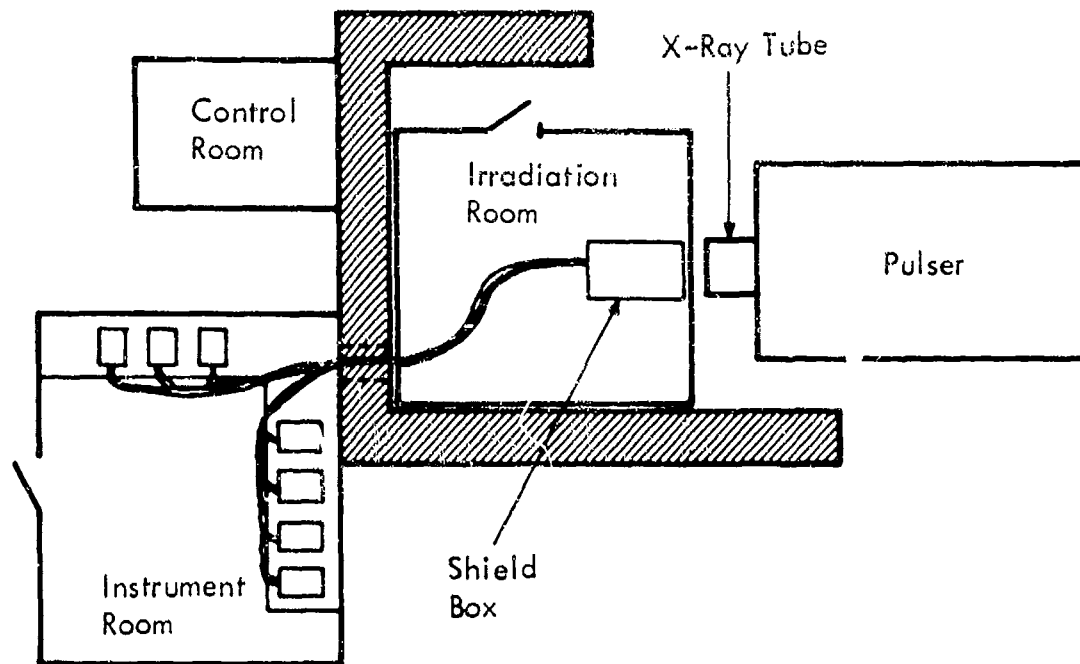 X-Ray Tube
Control
Room
Irradiation
Room
Pulser
Shield
Box
Instrument
Room